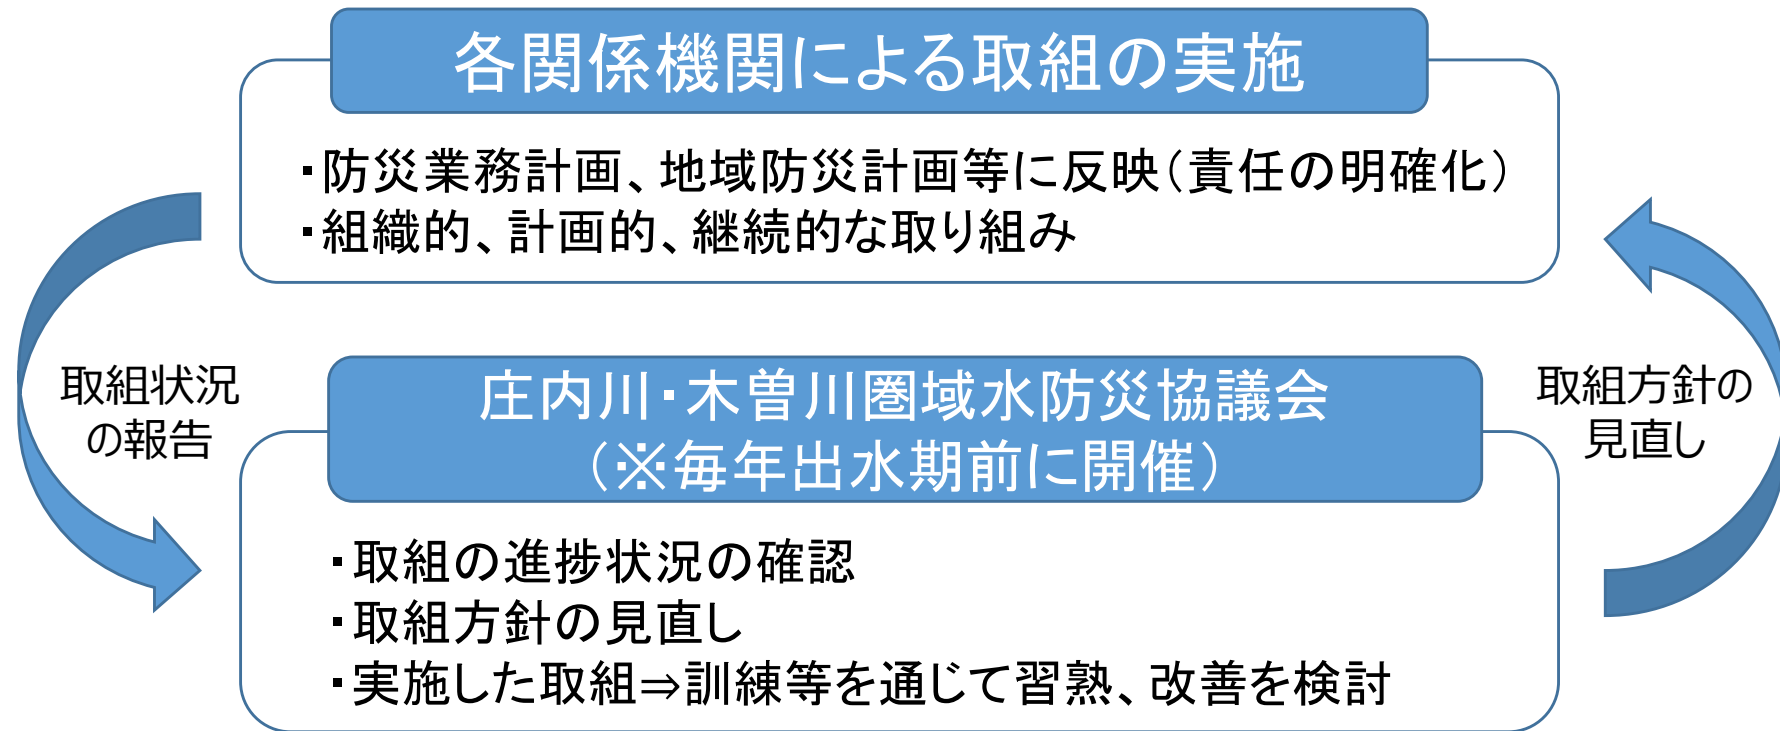 各関係機関による取組の実施
・防災業務計画、地域防災計画等に反映（責任の明確化）
・組織的、計画的、継続的な取り組み
取組状況
の報告
庄内川・木曽川圏域水防災協議会
（※毎年出水期前に開催）
取組方針の
見直し
・取組の進捗状況の確認
・取組方針の見直し
・実施した取組⇒訓練等を通じて習熟、改善を検討